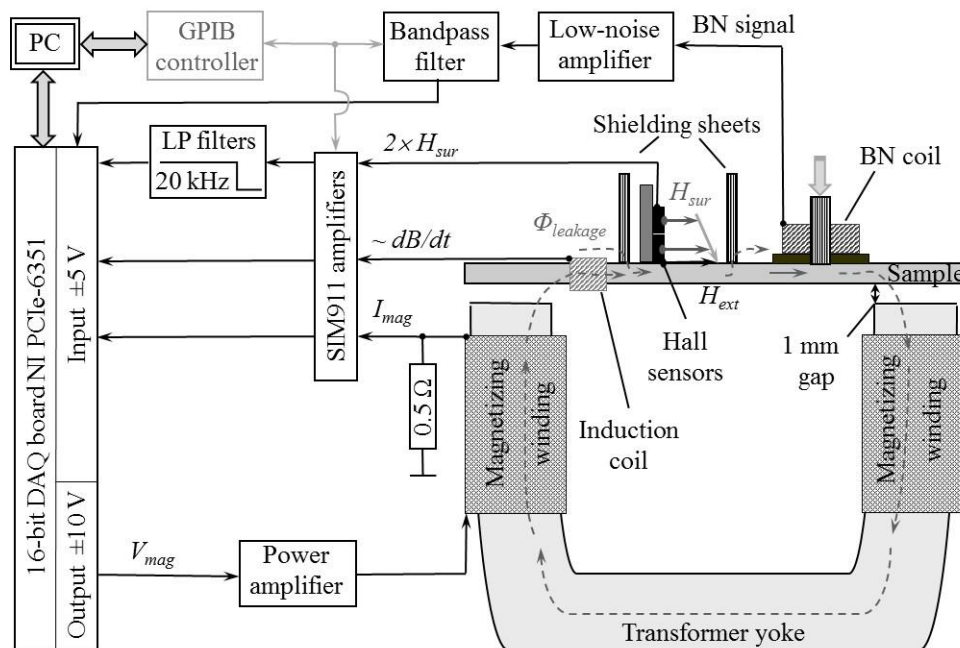 PC
GPIB
controller
Bandpass
filter
Low-noise
amplifier
BN signal
LP filters
20 kHz
2× H_sur
Shielding sheets
BN coil
H_sur
Φ_leakage
~ dB/dt
SIM911 amplifiers
Sample
H_ext
I_mag
Hall
sensors
1 mm
gap
0.5 Ω
Induction
coil
Magnetizing
winding
Magnetizing
winding
16-bit DAQ board NI PCIe-6351
Input ±5 V
Output ±10 V
V_mag
Power
amplifier
Transformer yoke